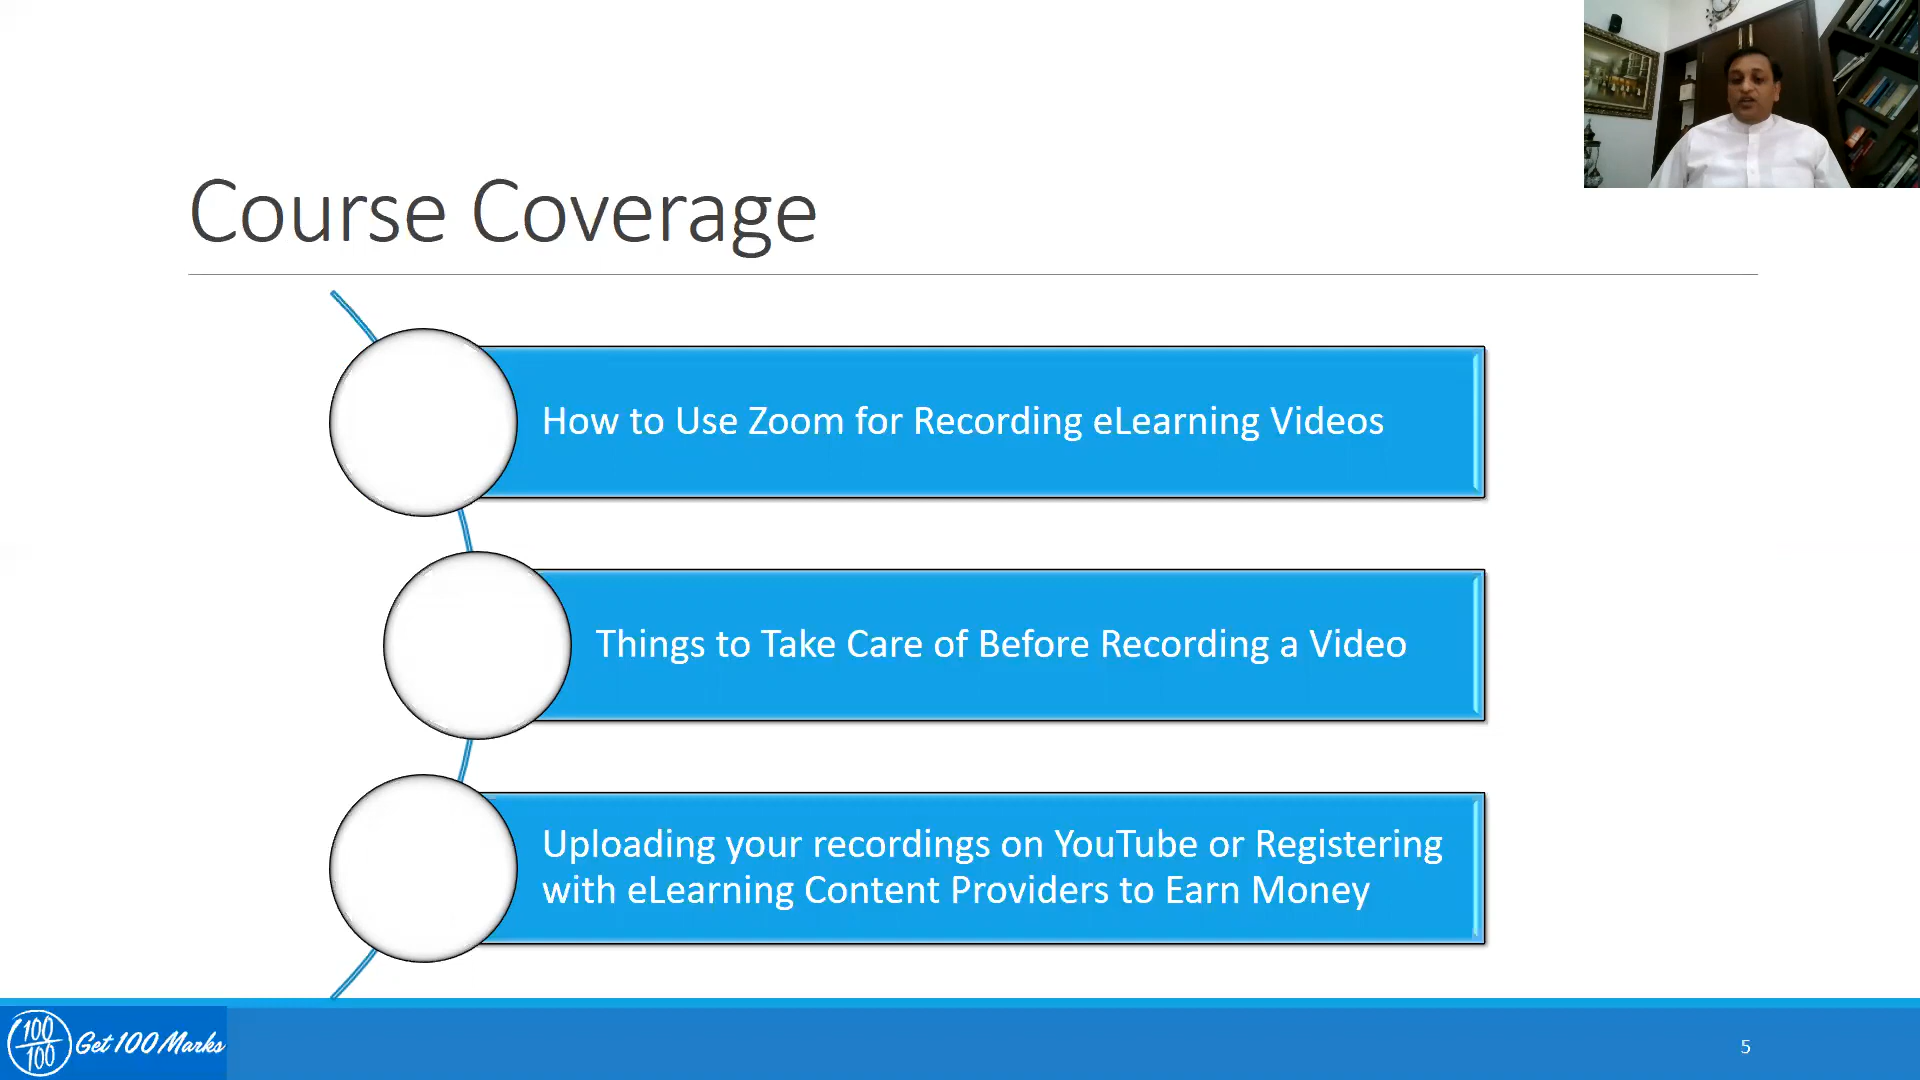 Course Coverage
How to Use Zoom for Recording eLearning Videos
Things to Take Care of Before Recording a Video
Uploading your recordings on YouTube or Registering
with eLearning Content Providers to Earn Money
100
100
Get 100 Marks
5